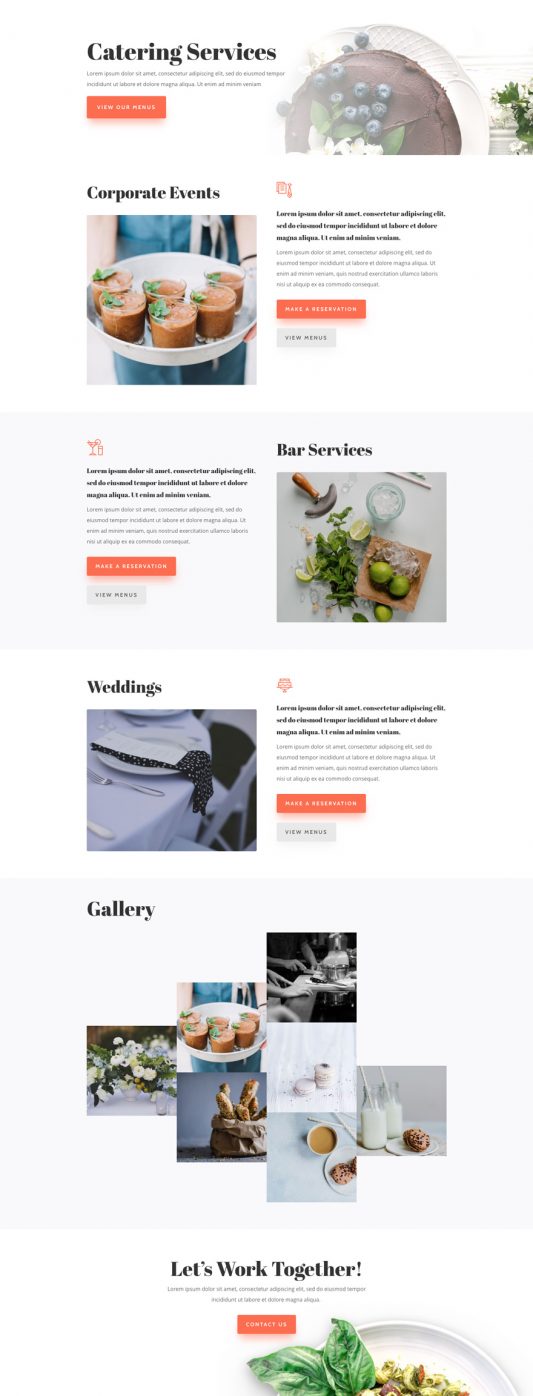 Catering Services
Lorem ipsum dolor sit amet, consectetur adipiscing elit, sed do eiusmod tempor
incididunt ut labore et dolore magna aliqua. Ut enim ad minim veniam
VIEW OUR MENUS
Corporate Events
Lorem ipsum dolor sit amet, consectetur adipiscing elit,
sed do eiusmod tempor incididunt ut labore et dolore
magna aliqua. Ut enim ad minim veniam.
Lorem ipsum dolor sit amet, consectetur adipiscing elit, sed do
eiusmod tempor incididunt ut labore et dolore magna aliqua. Ut
enim ad minim veniam, quis nostrud exercitation ullamco laboris
nisi ut aliquip ex ea commodo consequat.
MAKE A RESERVATION
VIEW MENUS
Bar Services
Lorem ipsum dolor sit amet, consectetur adipiscing elit,
sed do eiusmod tempor incididunt ut labore et dolore
magna aliqua. Ut enim ad minim veniam.
Lorem ipsum dolor sit amet, consectetur adipiscing elit, sed do
eiusmod tempor incididunt ut labore et dolore magna aliqua. Ut
enim ad minim veniam, quis nostrud exercitation ullamco laboris
nisi ut aliquip ex ea commodo consequat.
MAKE A RESERVATION
VIEW MENUS
Weddings
Lorem ipsum dolor sit amet, consectetur adipiscing elit,
sed do eiusmod tempor incididunt ut labore et dolore
magna aliqua. Ut enim ad minim veniam.
Lorem ipsum dolor sit amet, consectetur adipiscing elit, sed do
eiusmod tempor incididunt ut labore et dolore magna aliqua. Ut
enim ad minim veniam, quis nostrud exercitation ullamco laboris
nisi ut aliquip ex ea commodo consequat.
MAKE A RESERVATION
VIEW MENUS
Gallery
Let's Work Together!
Lorem ipsum dolor sit amet, consectetur adipiscing elit, sed do eiusmod tempor
incididunt ut labore et dolore magna aliqua.
CONTACT US